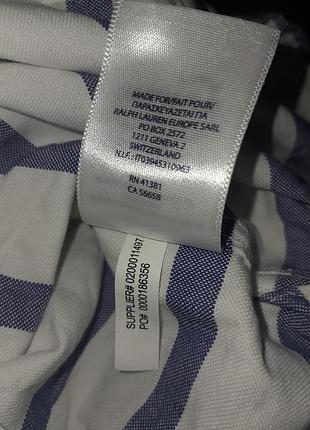 MADE FOR/FAIT POUR/
ΠΑΡΑΣΚΕΥΑΖΕΤΑΙ ΓΙΑ
RALPH LAUREN EUROPE SARL
PO BOX 2572
1211 GENEVA 2
SWITZERLAND
N.I.F.: IT03945310963
RN 41381
CA 56658
SUPPLIER# 0200011497
PO# 0000186356